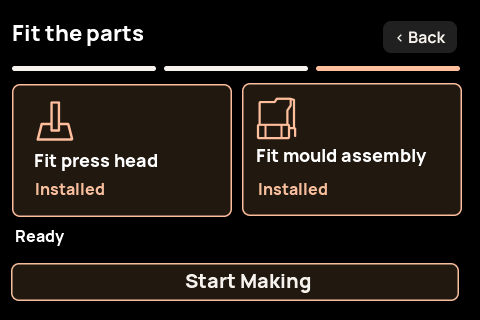 Fit the parts
‹ Back
Fit press head
Installed
Fit mould assembly
Installed
Ready
Start Making